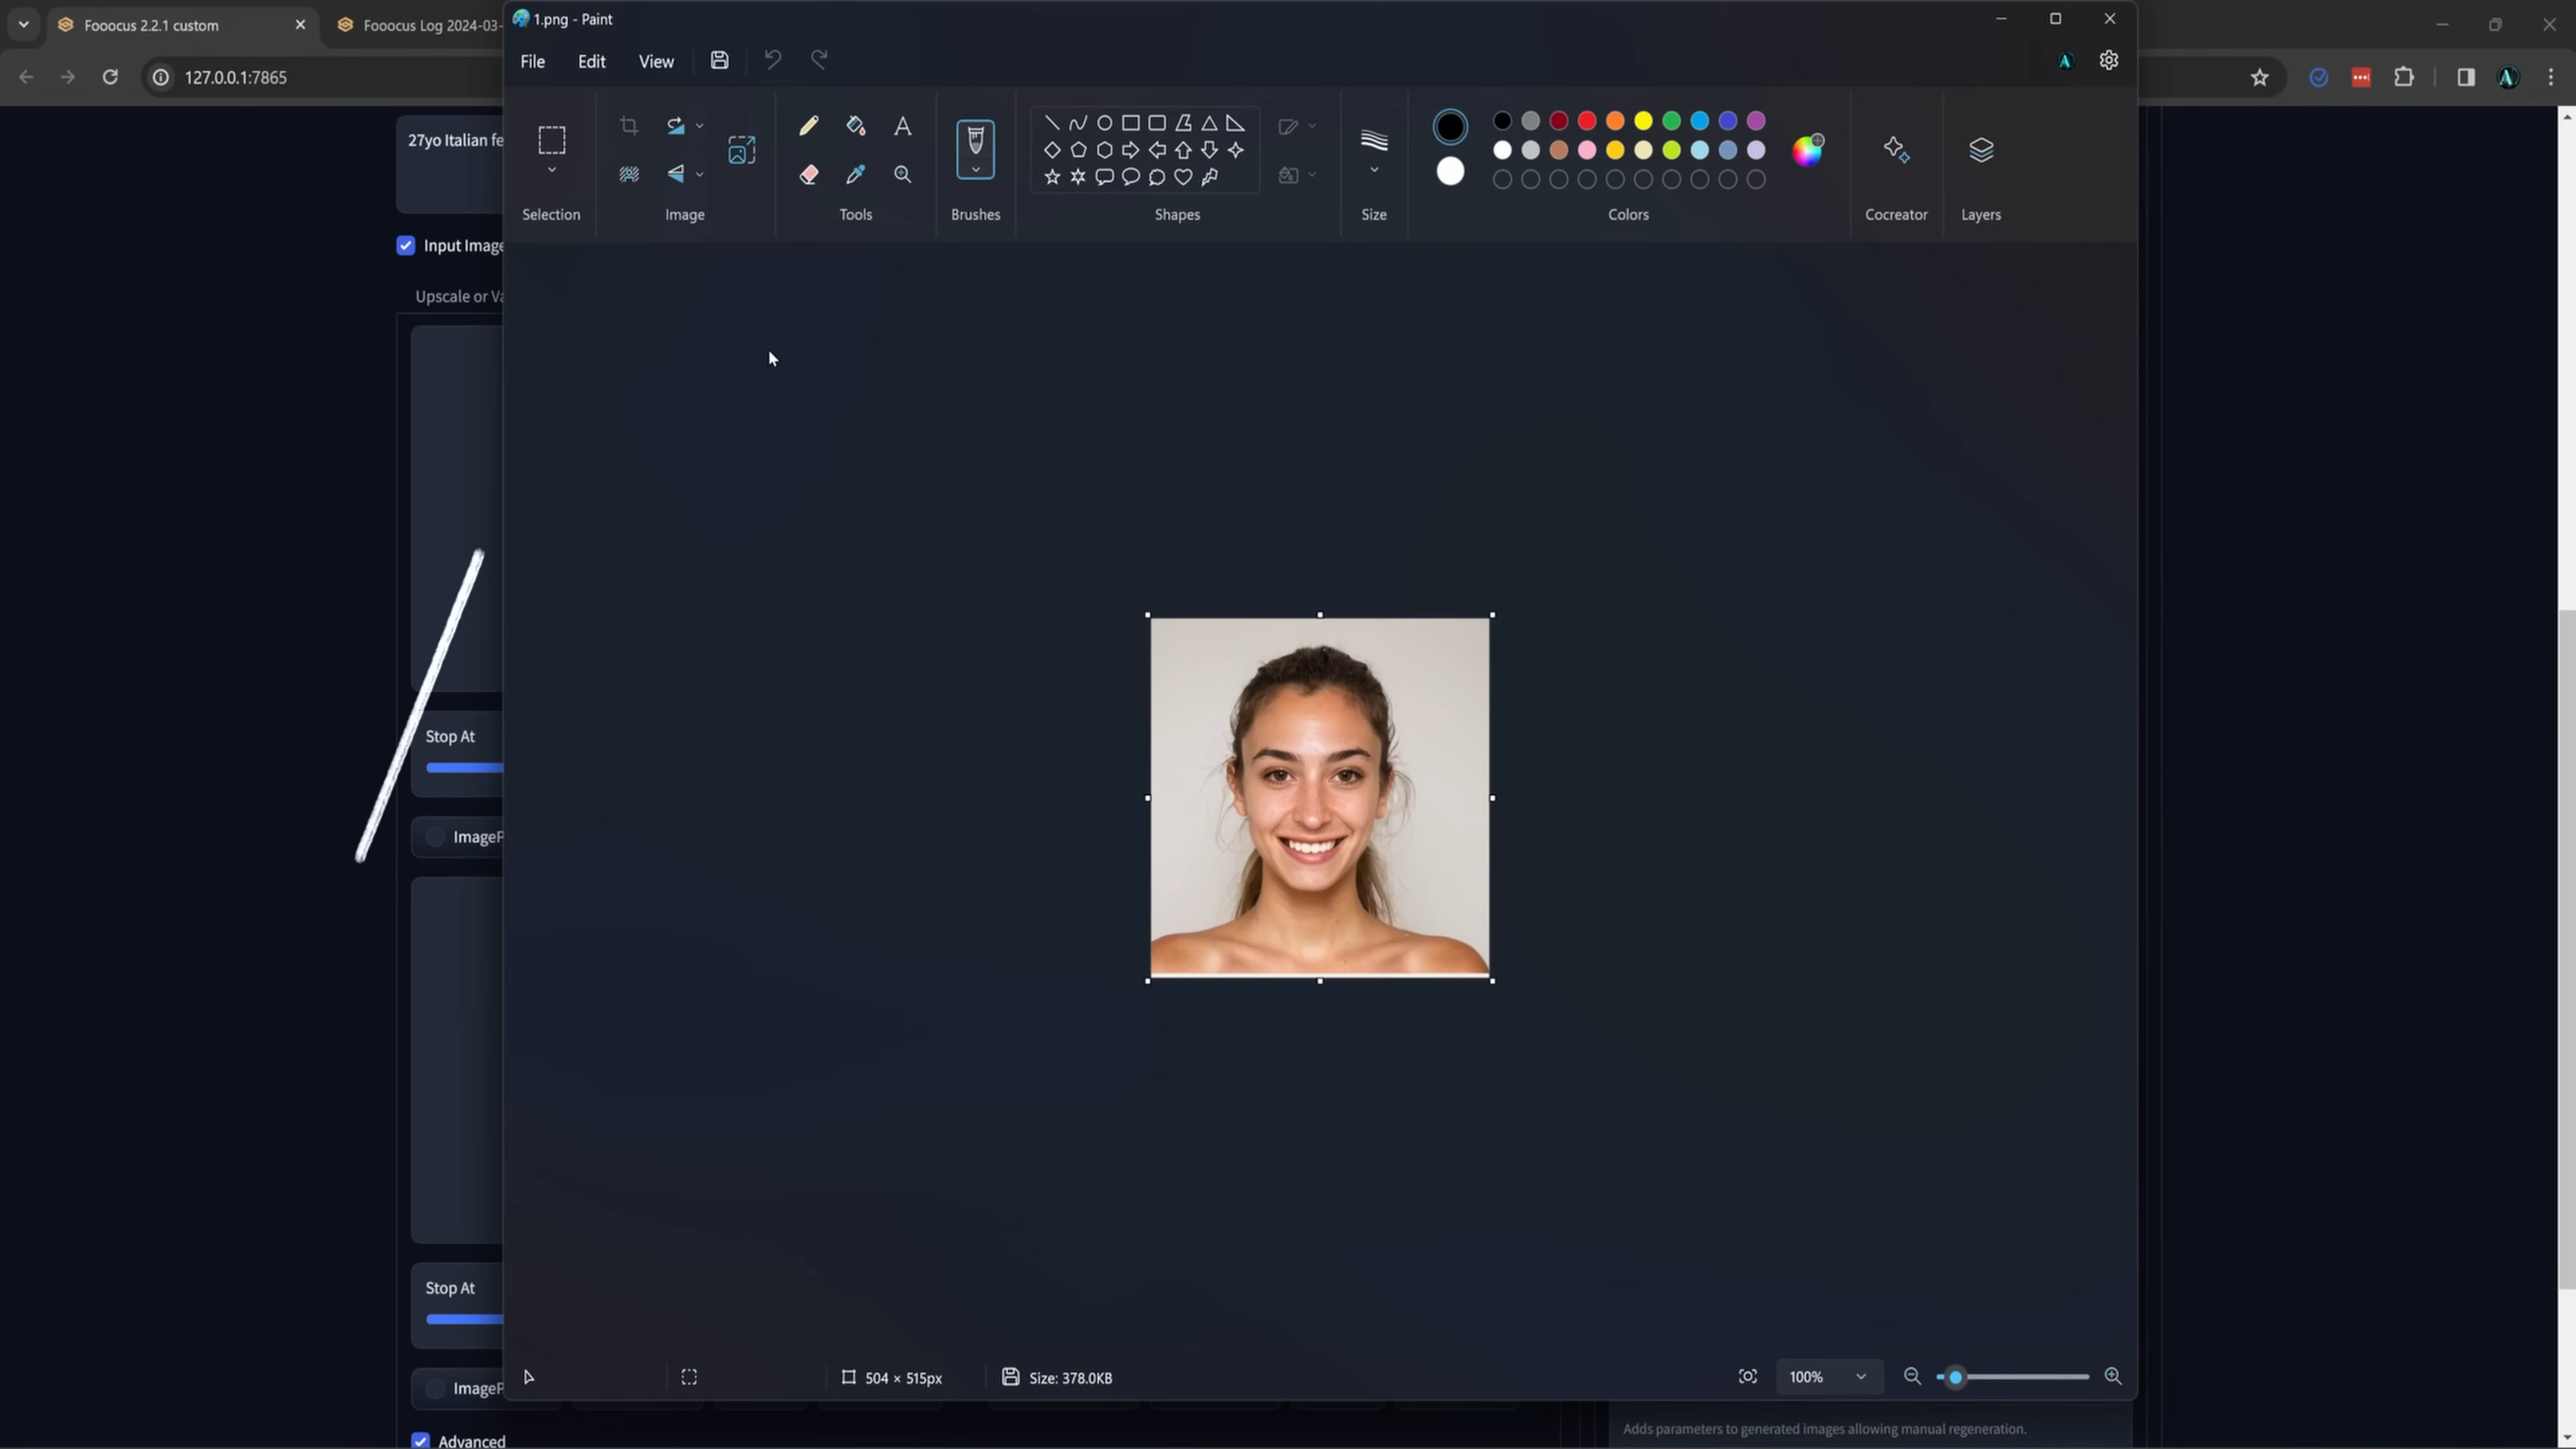 Fooocus 2.2.1 custom
Fooocus Log 2024-03-
1.png - Paint
File
Edit
View
127.0.0.1:7865
27yo Italian fe
Selection
Image
Tools
Brushes
Shapes
Size
Colors
Cocreator
Layers
Input Image
Upscale or Va
Stop At
ImageP
Stop At
ImageP
504 × 515px
Size: 378.0KB
100%
Advanced
Adds parameters to generated images allowing manual regeneration.